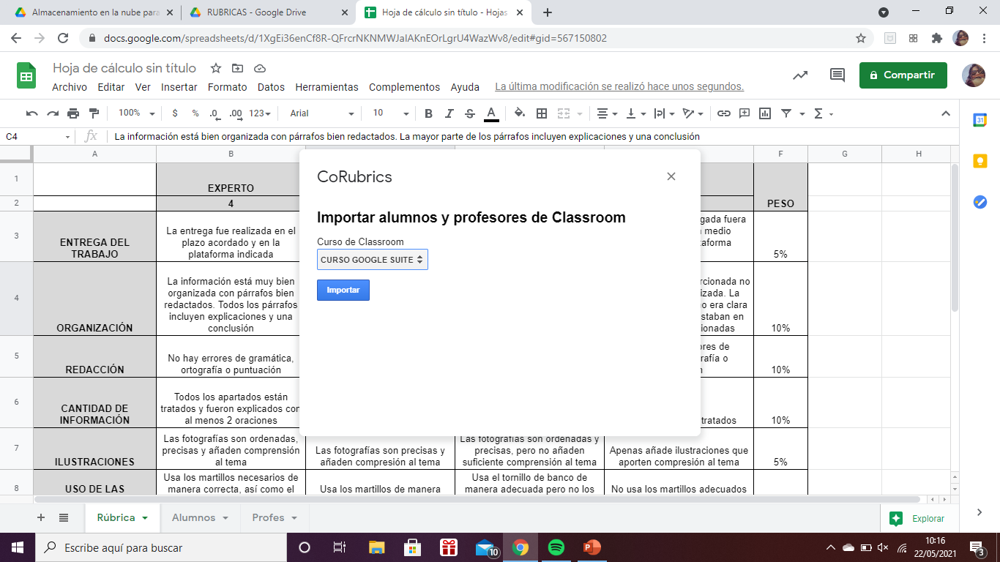 Almacenamiento en la nube para
RUBRICAS - Google Drive
Hoja de cálculo sin título - Hojas
docs.google.com/spreadsheets/d/1XgEi36enCf8R-QFrcrNKNMWJaIAKnEOrLgrU4WazWv8/edit#gid=567150802
Hoja de cálculo sin título
Archivo Editar Ver Insertar Formato Datos Herramientas Complementos Ayuda
La última modificación se realizó hace unos segundos.
Compartir
100% $ % .0 .00 123 Arial 10 B I S A Σ
31
C4 fx La información está bien organizada con párrafos bien redactados. La mayor parte de los párrafos incluyen explicaciones y una conclusión
A B F G H
1 EXPERTO
2 4 PESO
3 ENTREGA DEL
TRABAJO
La entrega fue realizada en el
plazo acordado y en la
plataforma indicada
gada fuera
medio
taforma
5%
4 ORGANIZACIÓN
La información está muy bien
organizada con párrafos bien
redactados. Todos los párrafos
incluyen explicaciones y una
conclusión
rcionada no
izada. La
o era clara
staban en
ionadas
10%
5 REDACCIÓN
No hay errores de gramática,
ortografía o puntuación
ores de
rafía o
10%
6 CANTIDAD DE
INFORMACIÓN
Todos los apartados están
tratados y fueron explicados con
al menos 2 oraciones
tratados
10%
7 ILUSTRACIONES
Las fotografías son ordenadas,
precisas y añaden comprensión
al tema
Las fotografías son precisas y
añaden compresión al tema
Las fotografías son ordenadas y
precisas, pero no añaden
suficiente comprensión al tema
Apenas añade ilustraciones que
aporten compresión al tema
5%
8 USO DE LAS
Usa los martillos necesarios de
manera correcta, así como el
Usa los martillos de manera
Usa el tornillo de banco de
manera adecuada pero no los
No usa los martillos adecuados
CoRubrics
Importar alumnos y profesores de Classroom
Curso de Classroom
CURSO GOOGLE SUITE
Importar
Rúbrica Alumnos Profes
Explorar
Escribe aquí para buscar
10
P
10:16
22/05/2021
3